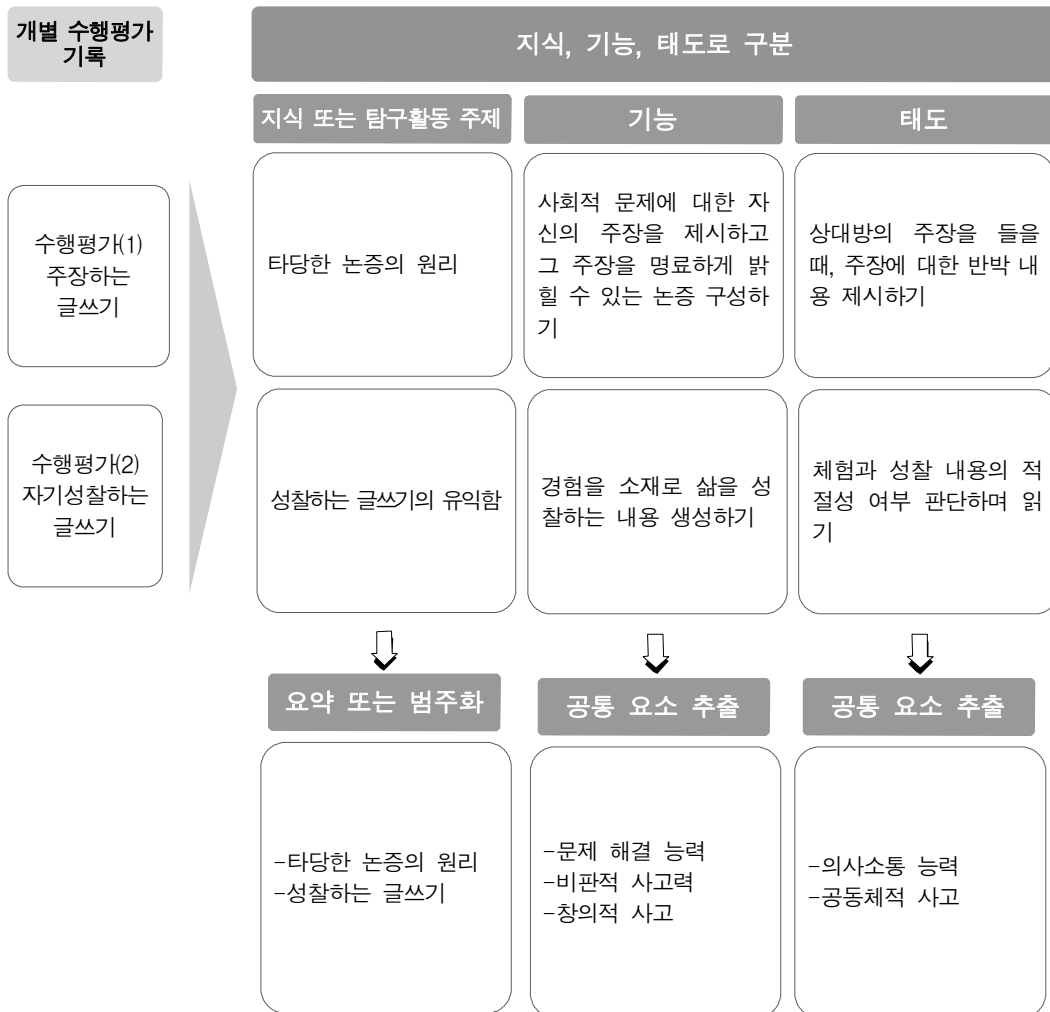 개별 수행평가
기록
지식, 기능, 태도로 구분
지식 또는 탐구활동 주제
기능
태도
수행평가(1)
주장하는
글쓰기
타당한 논증의 원리
사회적 문제에 대한 자
신의 주장을 제시하고
그 주장을 명료하게 밝
힐 수 있는 논증 구성하
기
상대방의 주장을 들을
때, 주장에 대한 반박 내
용 제시하기
수행평가(2)
자기성찰하는
글쓰기
성찰하는 글쓰기의 유익함
경험을 소재로 삶을 성
찰하는 내용 생성하기
체험과 성찰 내용의 적
절성 여부 판단하며 읽
기
요약 또는 범주화
공통 요소 추출
공통 요소 추출
-타당한 논증의 원리
-성찰하는 글쓰기
-문제 해결 능력
-비판적 사고력
-창의적 사고
-의사소통 능력
-공동체적 사고